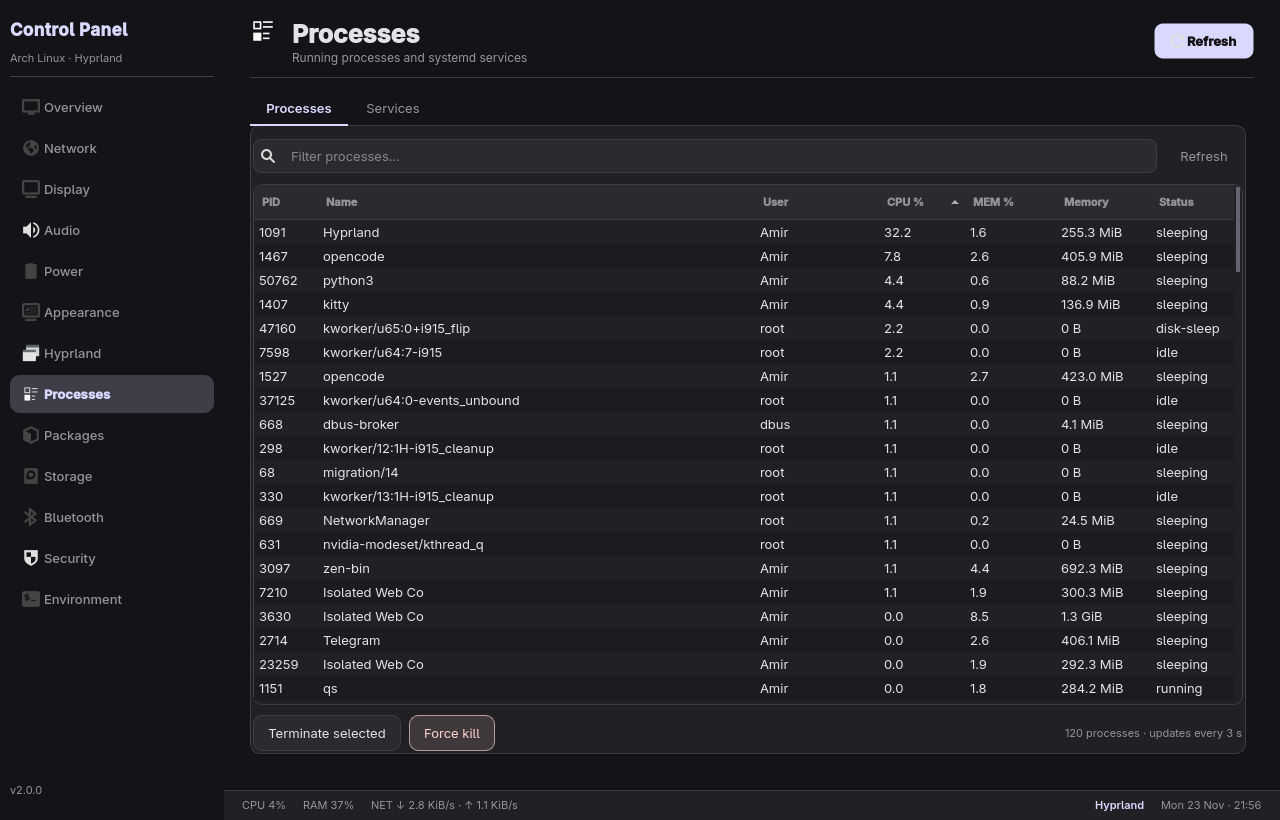 Control Panel
Arch Linux · Hyprland
Overview
Network
Display
Audio
Power
Appearance
Hyprland
Processes
Packages
Storage
Bluetooth
Security
Environment
v2.0.0
Processes
Running processes and systemd services
Refresh
Processes Services
Filter processes... Refresh
PID Name User CPU % MEM % Memory Status
1091 Hyprland Amir 32.2 1.6 255.3 MiB sleeping
1467 opencode Amir 7.8 2.6 405.9 MiB sleeping
50762 python3 Amir 4.4 0.6 88.2 MiB sleeping
1407 kitty Amir 4.4 0.9 136.9 MiB sleeping
47160 kworker/u65:0+i915_flip root 2.2 0.0 0 B disk-sleep
7598 kworker/u64:7-i915 root 2.2 0.0 0 B idle
1527 opencode Amir 1.1 2.7 423.0 MiB sleeping
37125 kworker/u64:0-events_unbound root 1.1 0.0 0 B idle
668 dbus-broker dbus 1.1 0.0 4.1 MiB sleeping
298 kworker/12:1H-i915_cleanup root 1.1 0.0 0 B idle
68 migration/14 root 1.1 0.0 0 B sleeping
330 kworker/13:1H-i915_cleanup root 1.1 0.0 0 B idle
669 NetworkManager root 1.1 0.2 24.5 MiB sleeping
631 nvidia-modeset/kthread_q root 1.1 0.0 0 B sleeping
3097 zen-bin Amir 1.1 4.4 692.3 MiB sleeping
7210 Isolated Web Co Amir 1.1 1.9 300.3 MiB sleeping
3630 Isolated Web Co Amir 0.0 8.5 1.3 GiB sleeping
2714 Telegram Amir 0.0 2.6 406.1 MiB sleeping
23259 Isolated Web Co Amir 0.0 1.9 292.3 MiB sleeping
1151 qs Amir 0.0 1.8 284.2 MiB running
Terminate selected Force kill 120 processes · updates every 3 s
CPU 4% RAM 37% NET ↓ 2.8 KiB/s · ↑ 1.1 KiB/s Hyprland Mon 23 Nov · 21:56